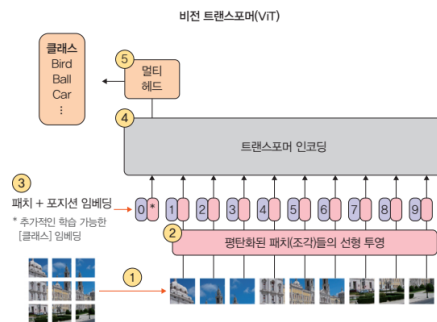 비전 트랜스포머(ViT)
클래스
Bird
Ball
Car
⋮
5
멀티
헤드
4
트랜스포머 인코딩
3
패치 + 포지션 임베딩
* 추가적인 학습 가능한
[클래스] 임베딩
0 * 1 2 3 4 5 6 7 8 9
2
평탄화된 패치(조각)들의 선형 투영
1